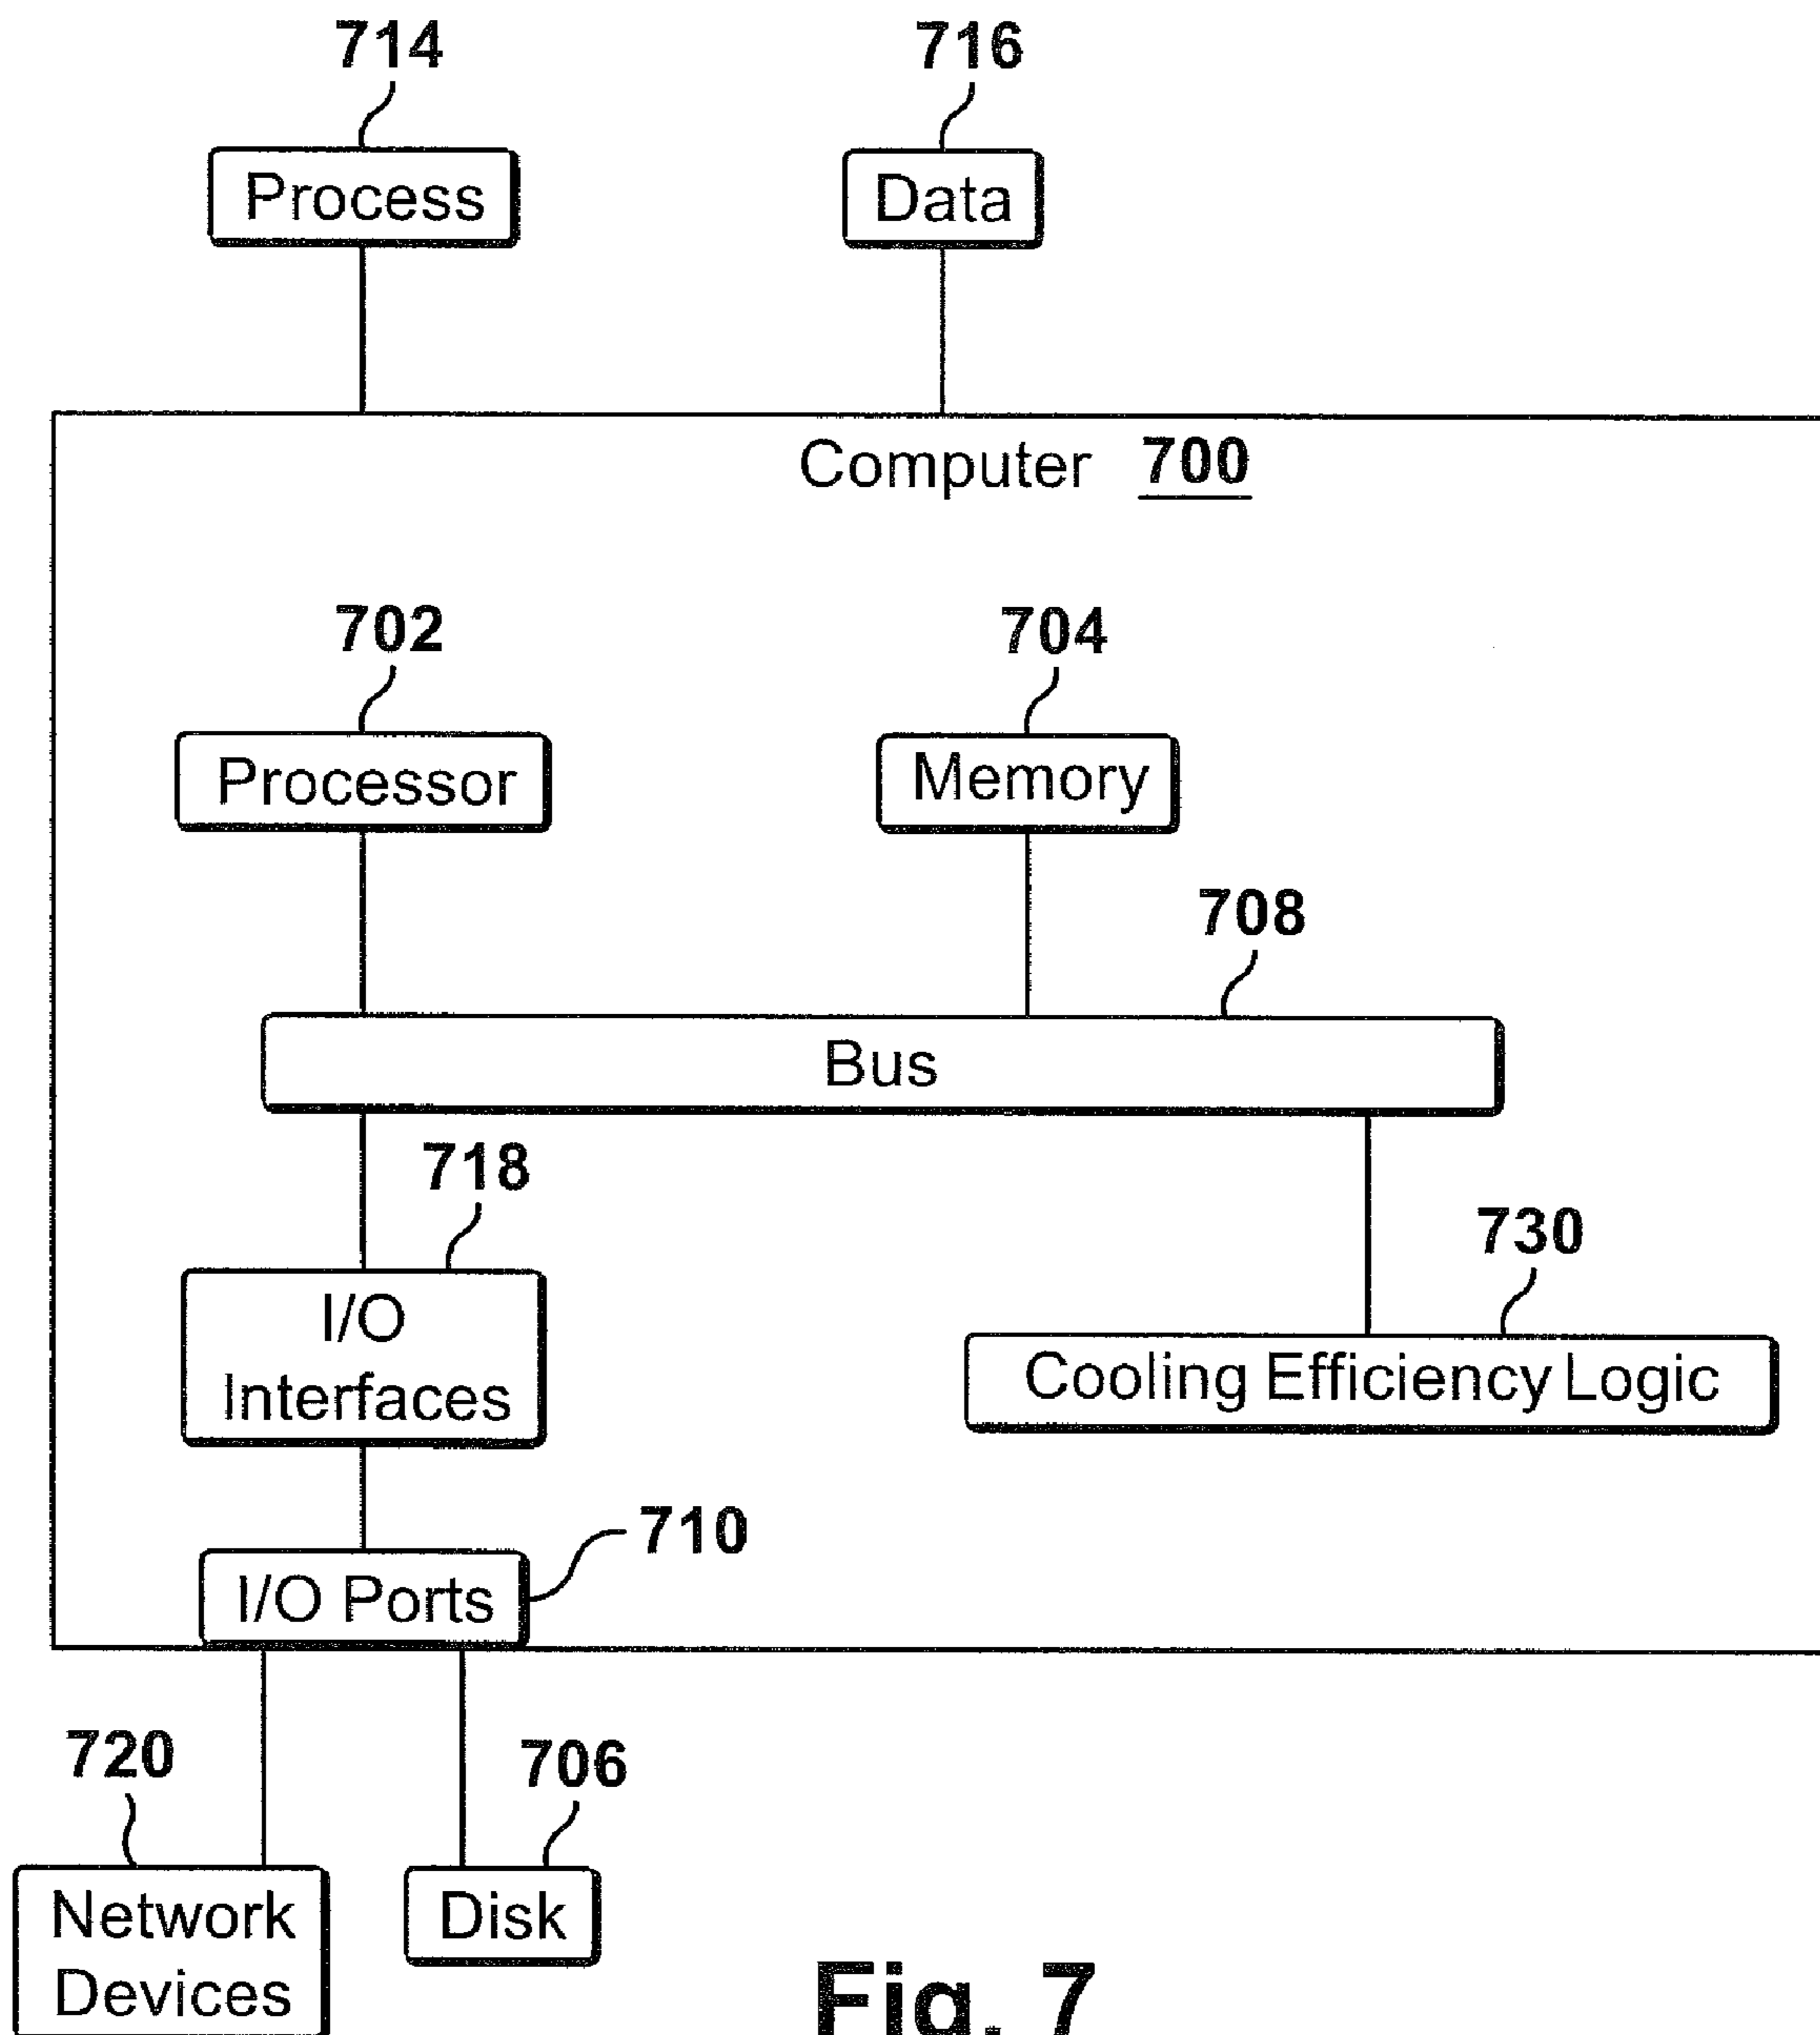 714
716
Process
Data
Computer 700
702
704
Processor
Memory
708
Bus
718
730
I/O
Interfaces
Cooling Efficiency Logic
710
I/O Ports
720
706
Network
Devices
Disk
Fig. 7